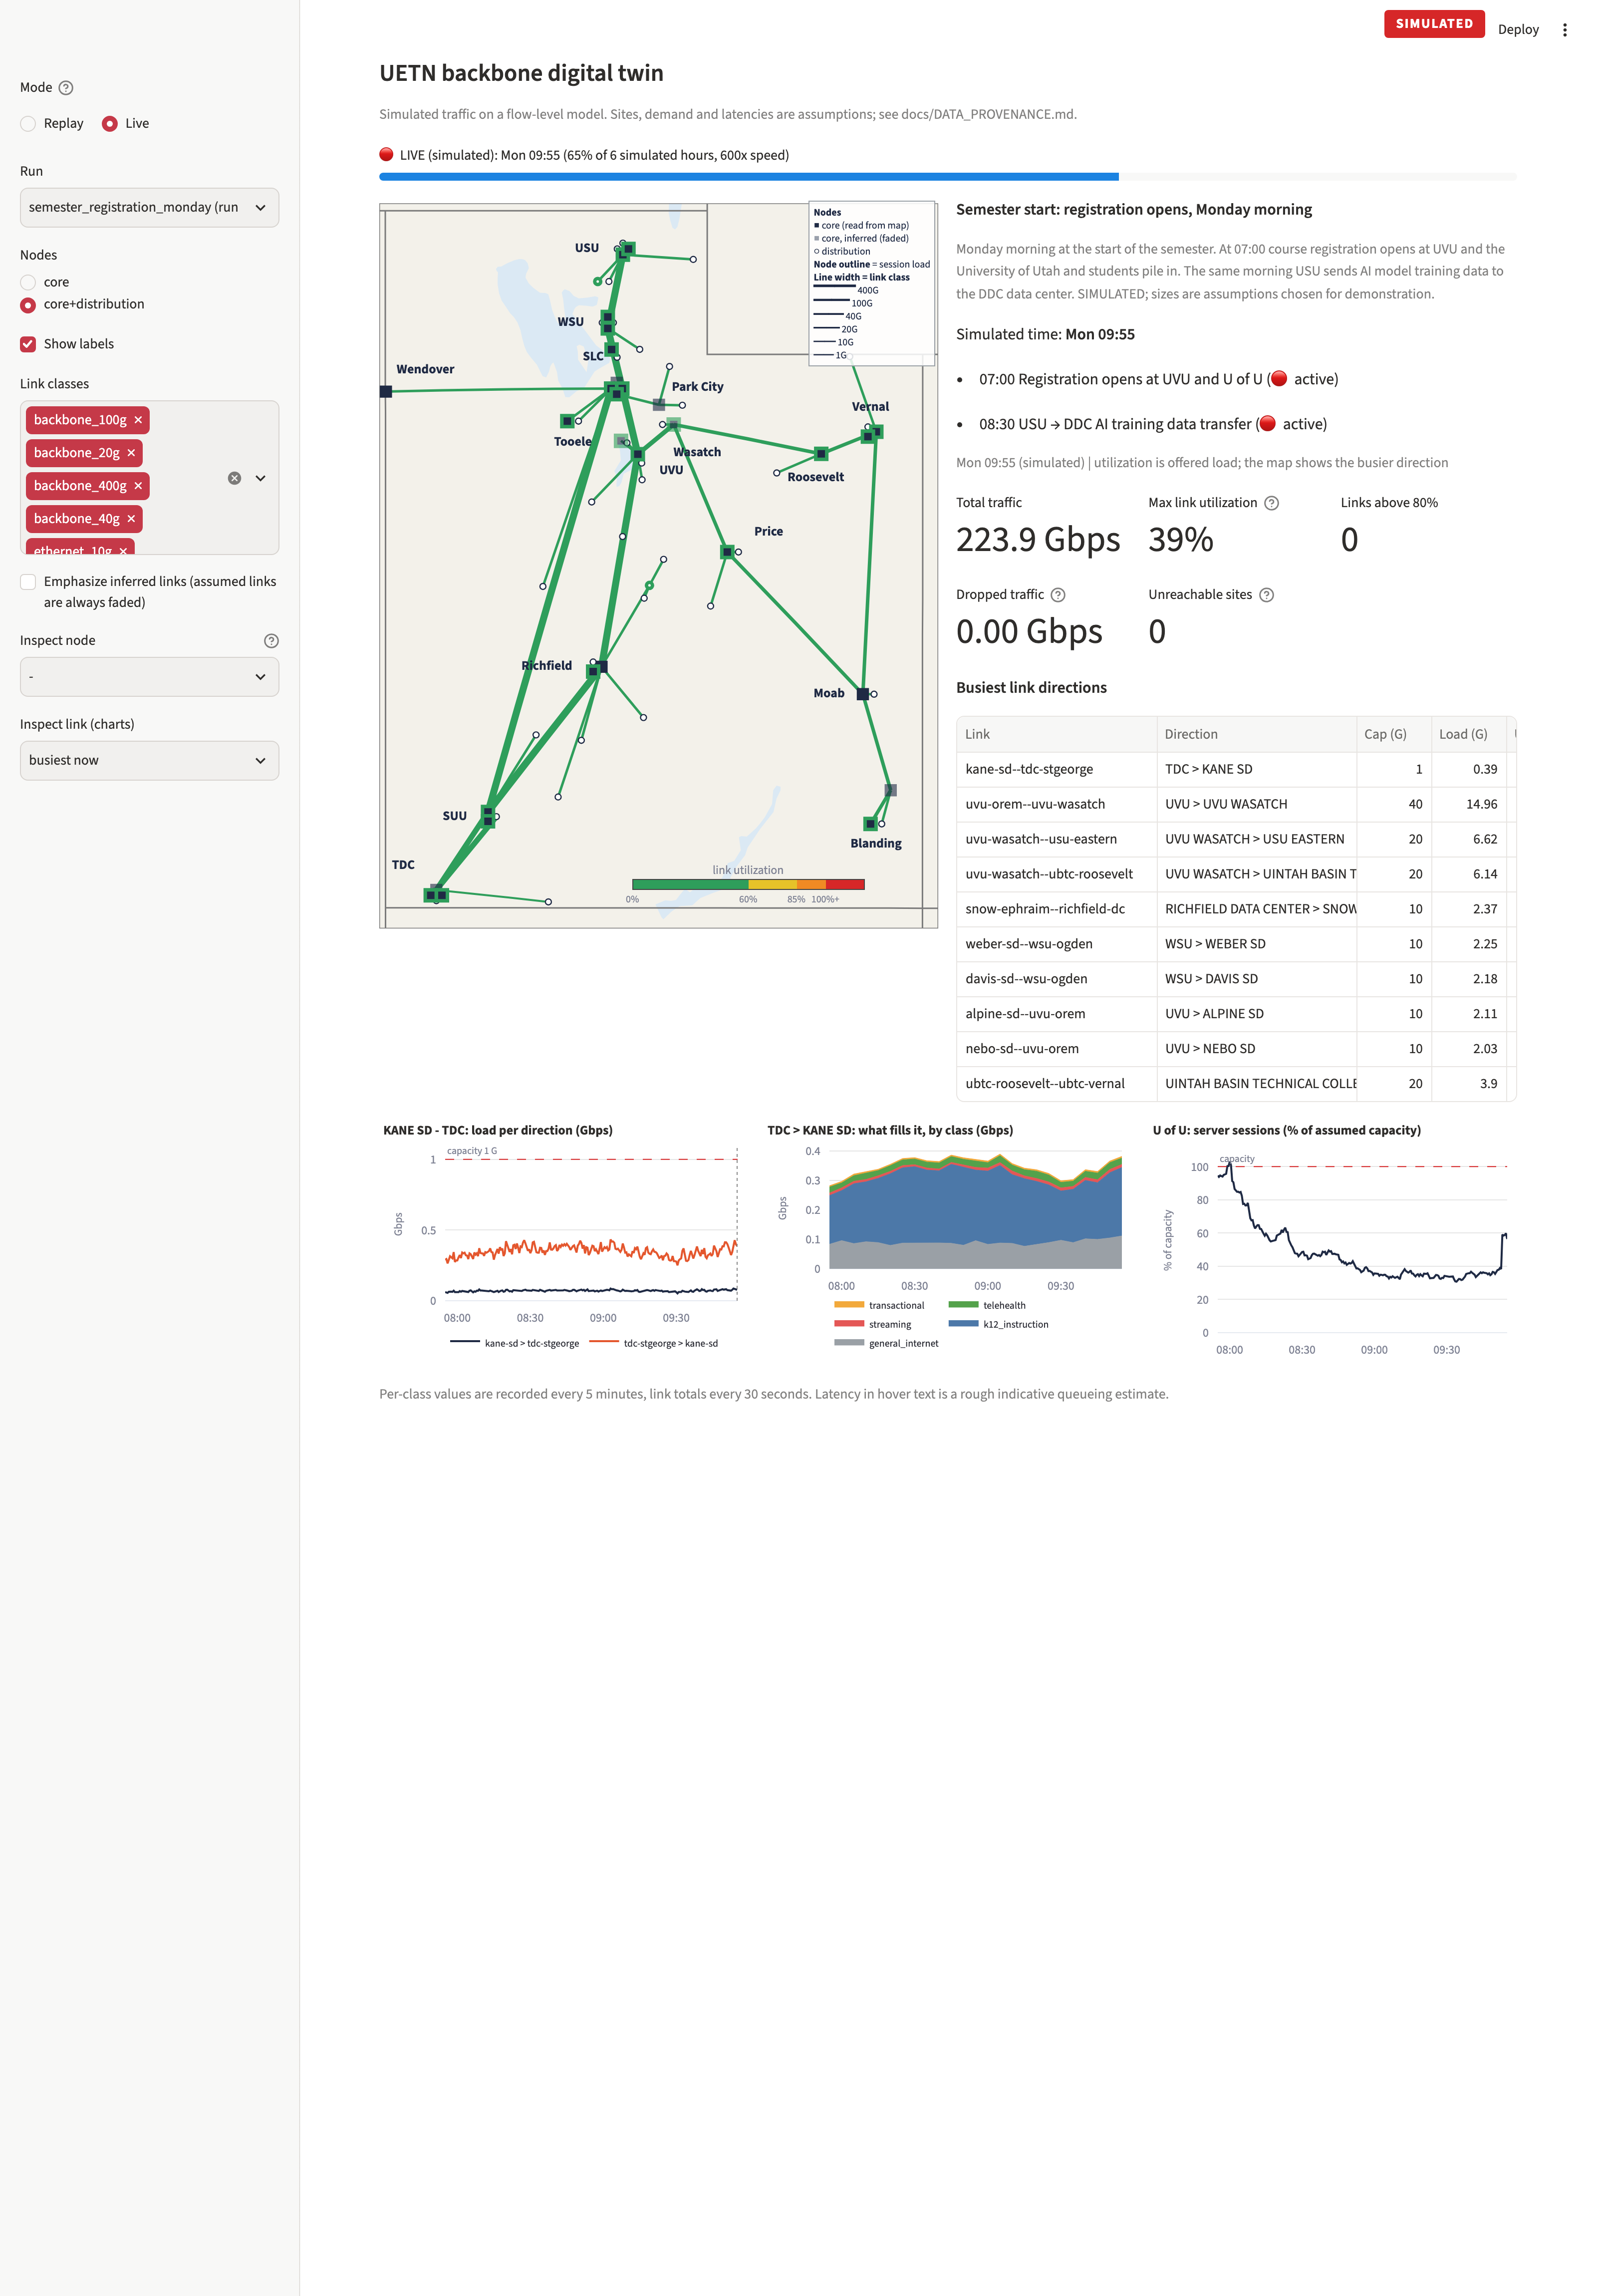 SIMULATED
Deploy
Mode
Replay
Live
Run
semester_registration_monday (run
Nodes
core
core+distribution
Show labels
Link classes
backbone_100g
backbone_20g
backbone_400g
backbone_40g
ethernet_10g
Emphasize inferred links (assumed links
are always faded)
Inspect node
-
Inspect link (charts)
busiest now
UETN backbone digital twin
Simulated traffic on a flow-level model. Sites, demand and latencies are assumptions; see docs/DATA_PROVENANCE.md.
LIVE (simulated): Mon 09:55 (65% of 6 simulated hours, 600x speed)
Nodes
core (read from map)
core, inferred (faded)
distribution
Node outline = session load
Line width = link class
400G
100G
40G
20G
10G
1G
USU
WSU
SLC
Wendover
Park City
Vernal
Tooele
Wasatch
UVU
Roosevelt
Price
Richfield
Moab
SUU
Blanding
TDC
link utilization
0%
60%
85%
100%+
Semester start: registration opens, Monday morning
Monday morning at the start of the semester. At 07:00 course registration opens at UVU and the
University of Utah and students pile in. The same morning USU sends AI model training data to
the DDC data center. SIMULATED; sizes are assumptions chosen for demonstration.
Simulated time: Mon 09:55
• 07:00 Registration opens at UVU and U of U (🔴 active)
• 08:30 USU → DDC AI training data transfer (🔴 active)
Mon 09:55 (simulated) | utilization is offered load; the map shows the busier direction
Total traffic
223.9 Gbps
Max link utilization
39%
Links above 80%
0
Dropped traffic
0.00 Gbps
Unreachable sites
0
Busiest link directions
Link Direction Cap (G) Load (G)
kane-sd--tdc-stgeorge TDC > KANE SD 1 0.39
uvu-orem--uvu-wasatch UVU > UVU WASATCH 40 14.96
uvu-wasatch--usu-eastern UVU WASATCH > USU EASTERN 20 6.62
uvu-wasatch--ubtc-roosevelt UVU WASATCH > UINTAH BASIN T 20 6.14
snow-ephraim--richfield-dc RICHFIELD DATA CENTER > SNOW 10 2.37
weber-sd--wsu-ogden WSU > WEBER SD 10 2.25
davis-sd--wsu-ogden WSU > DAVIS SD 10 2.18
alpine-sd--uvu-orem UVU > ALPINE SD 10 2.11
nebo-sd--uvu-orem UVU > NEBO SD 10 2.03
ubtc-roosevelt--ubtc-vernal UINTAH BASIN TECHNICAL COLLE 20 3.9
KANE SD - TDC: load per direction (Gbps)
capacity 1 G
1
0.5
0
Gbps
08:00 08:30 09:00 09:30
kane-sd > tdc-stgeorge
tdc-stgeorge > kane-sd
TDC > KANE SD: what fills it, by class (Gbps)
0.4
0.3
0.2
0.1
0
Gbps
08:00 08:30 09:00 09:30
transactional
telehealth
streaming
k12_instruction
general_internet
U of U: server sessions (% of assumed capacity)
capacity
100
80
60
40
20
0
% of capacity
08:00 08:30 09:00 09:30
Per-class values are recorded every 5 minutes, link totals every 30 seconds. Latency in hover text is a rough indicative queueing estimate.